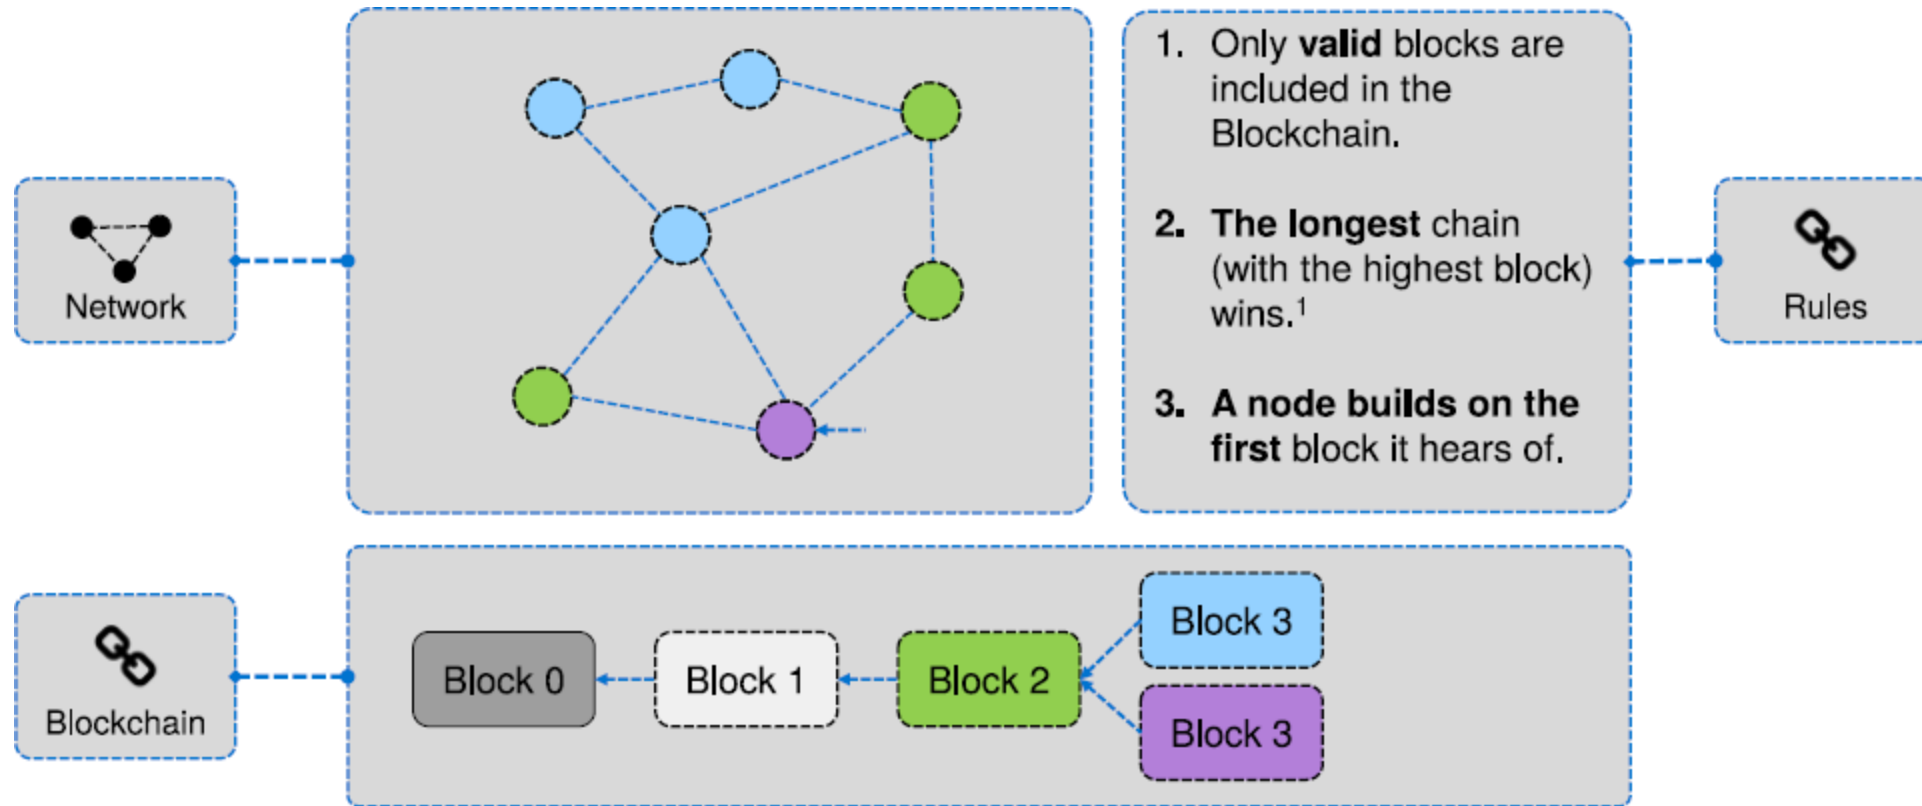 Network
1. Only valid blocks are
included in the
Blockchain.
2. The longest chain
(with the highest block)
wins.¹
3. A node builds on the
first block it hears of.
Rules
Blockchain
Block 0
Block 1
Block 2
Block 3
Block 3